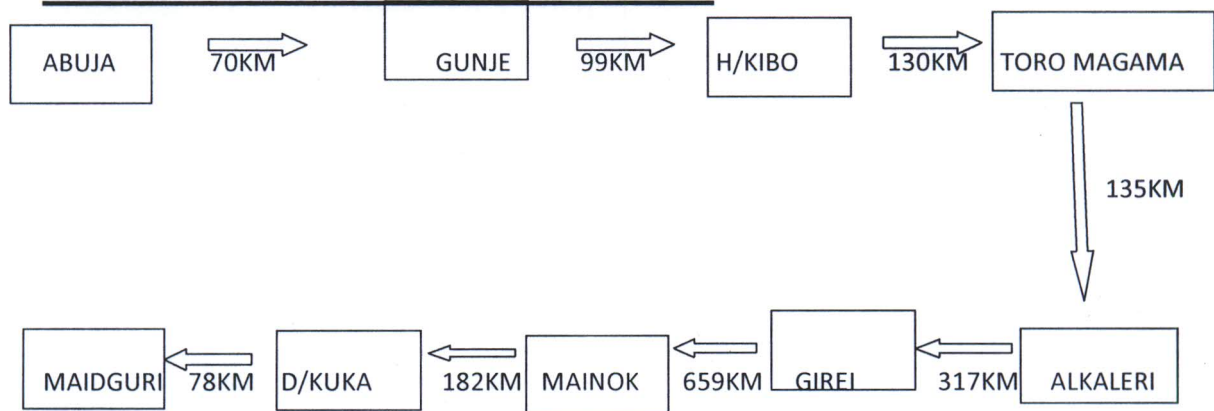 ABUJA 70KM GUNJE 99KM H/KIBO 130KM TORO MAGAMA
135KM
MAIDGURI 78KM D/KUKA 182KM MAINOK 659KM GIREI 317KM ALKALERI